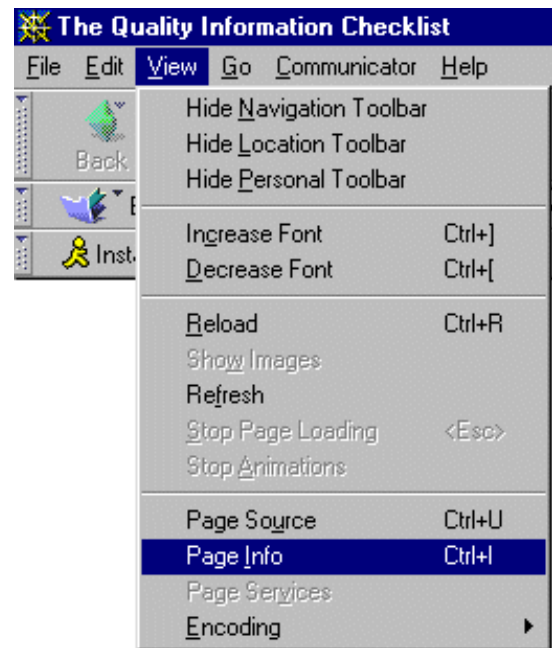 The Quality Information Checklist
File Edit View Go Communicator Help
Back
Inst
Hide Navigation Toolbar
Hide Location Toolbar
Hide Personal Toolbar
Increase Font Ctrl+]
Decrease Font Ctrl+[
Reload Ctrl+R
Show Images
Refresh
Stop Page Loading <Esc>
Stop Animations
Page Source Ctrl+U
Page Info Ctrl+I
Page Services
Encoding